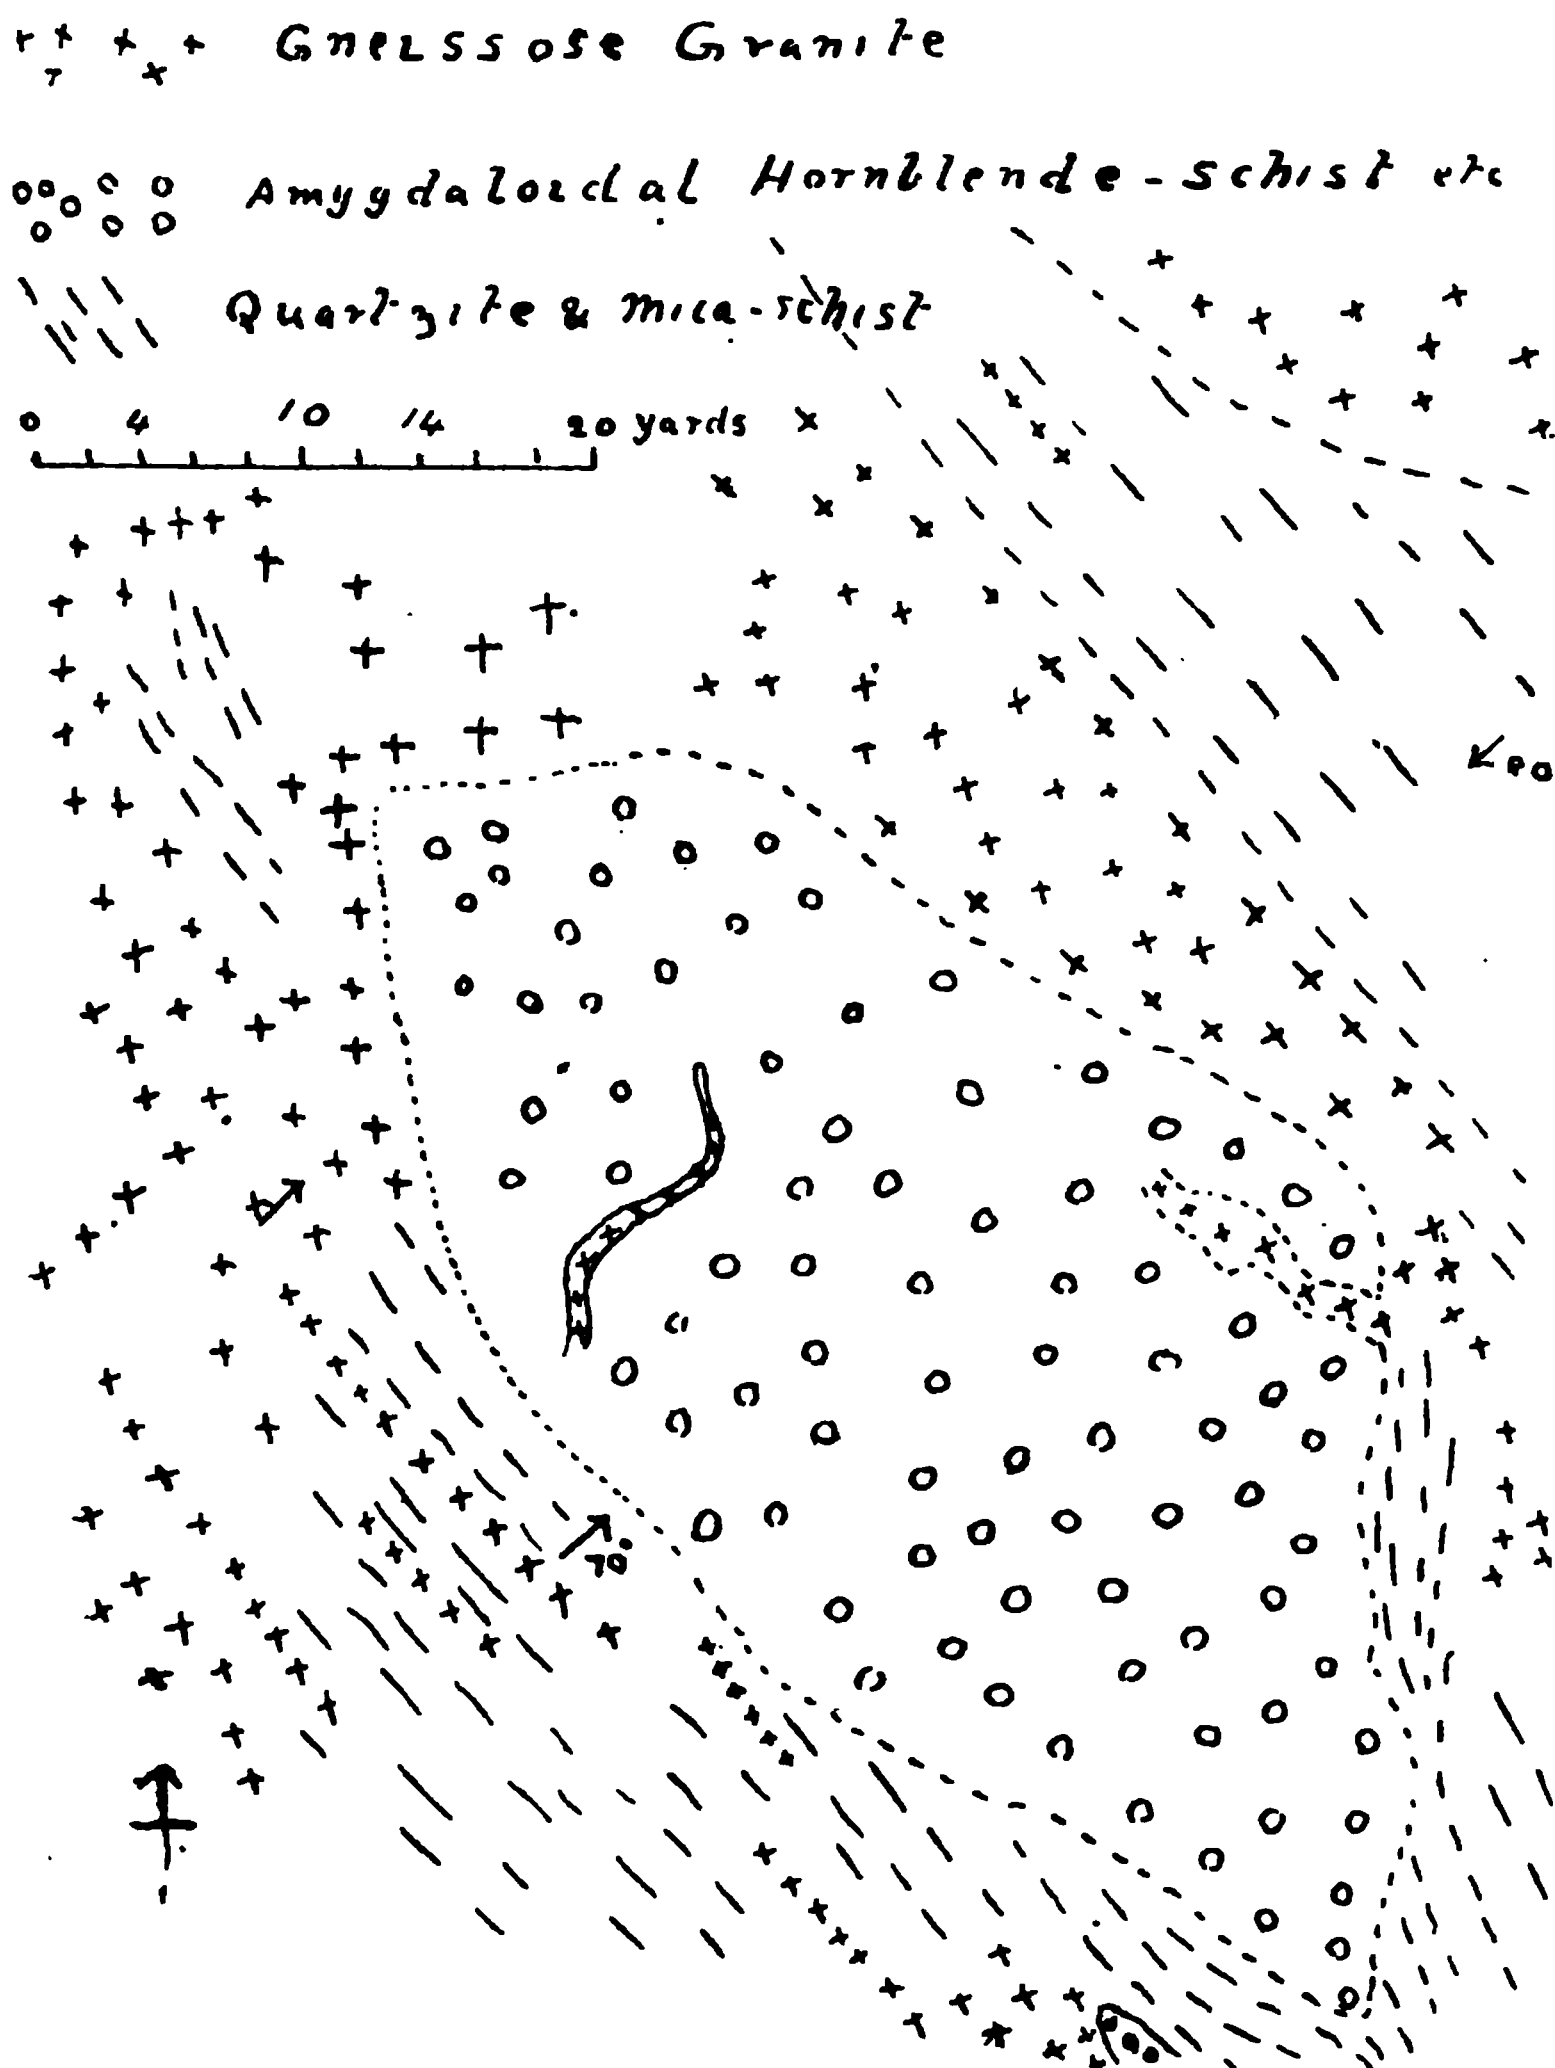 Gneissose Granite
Amygdaloidal Hornblende-schist etc
Quartzite & mica-schist
0 4 10 14 20 yards
70°